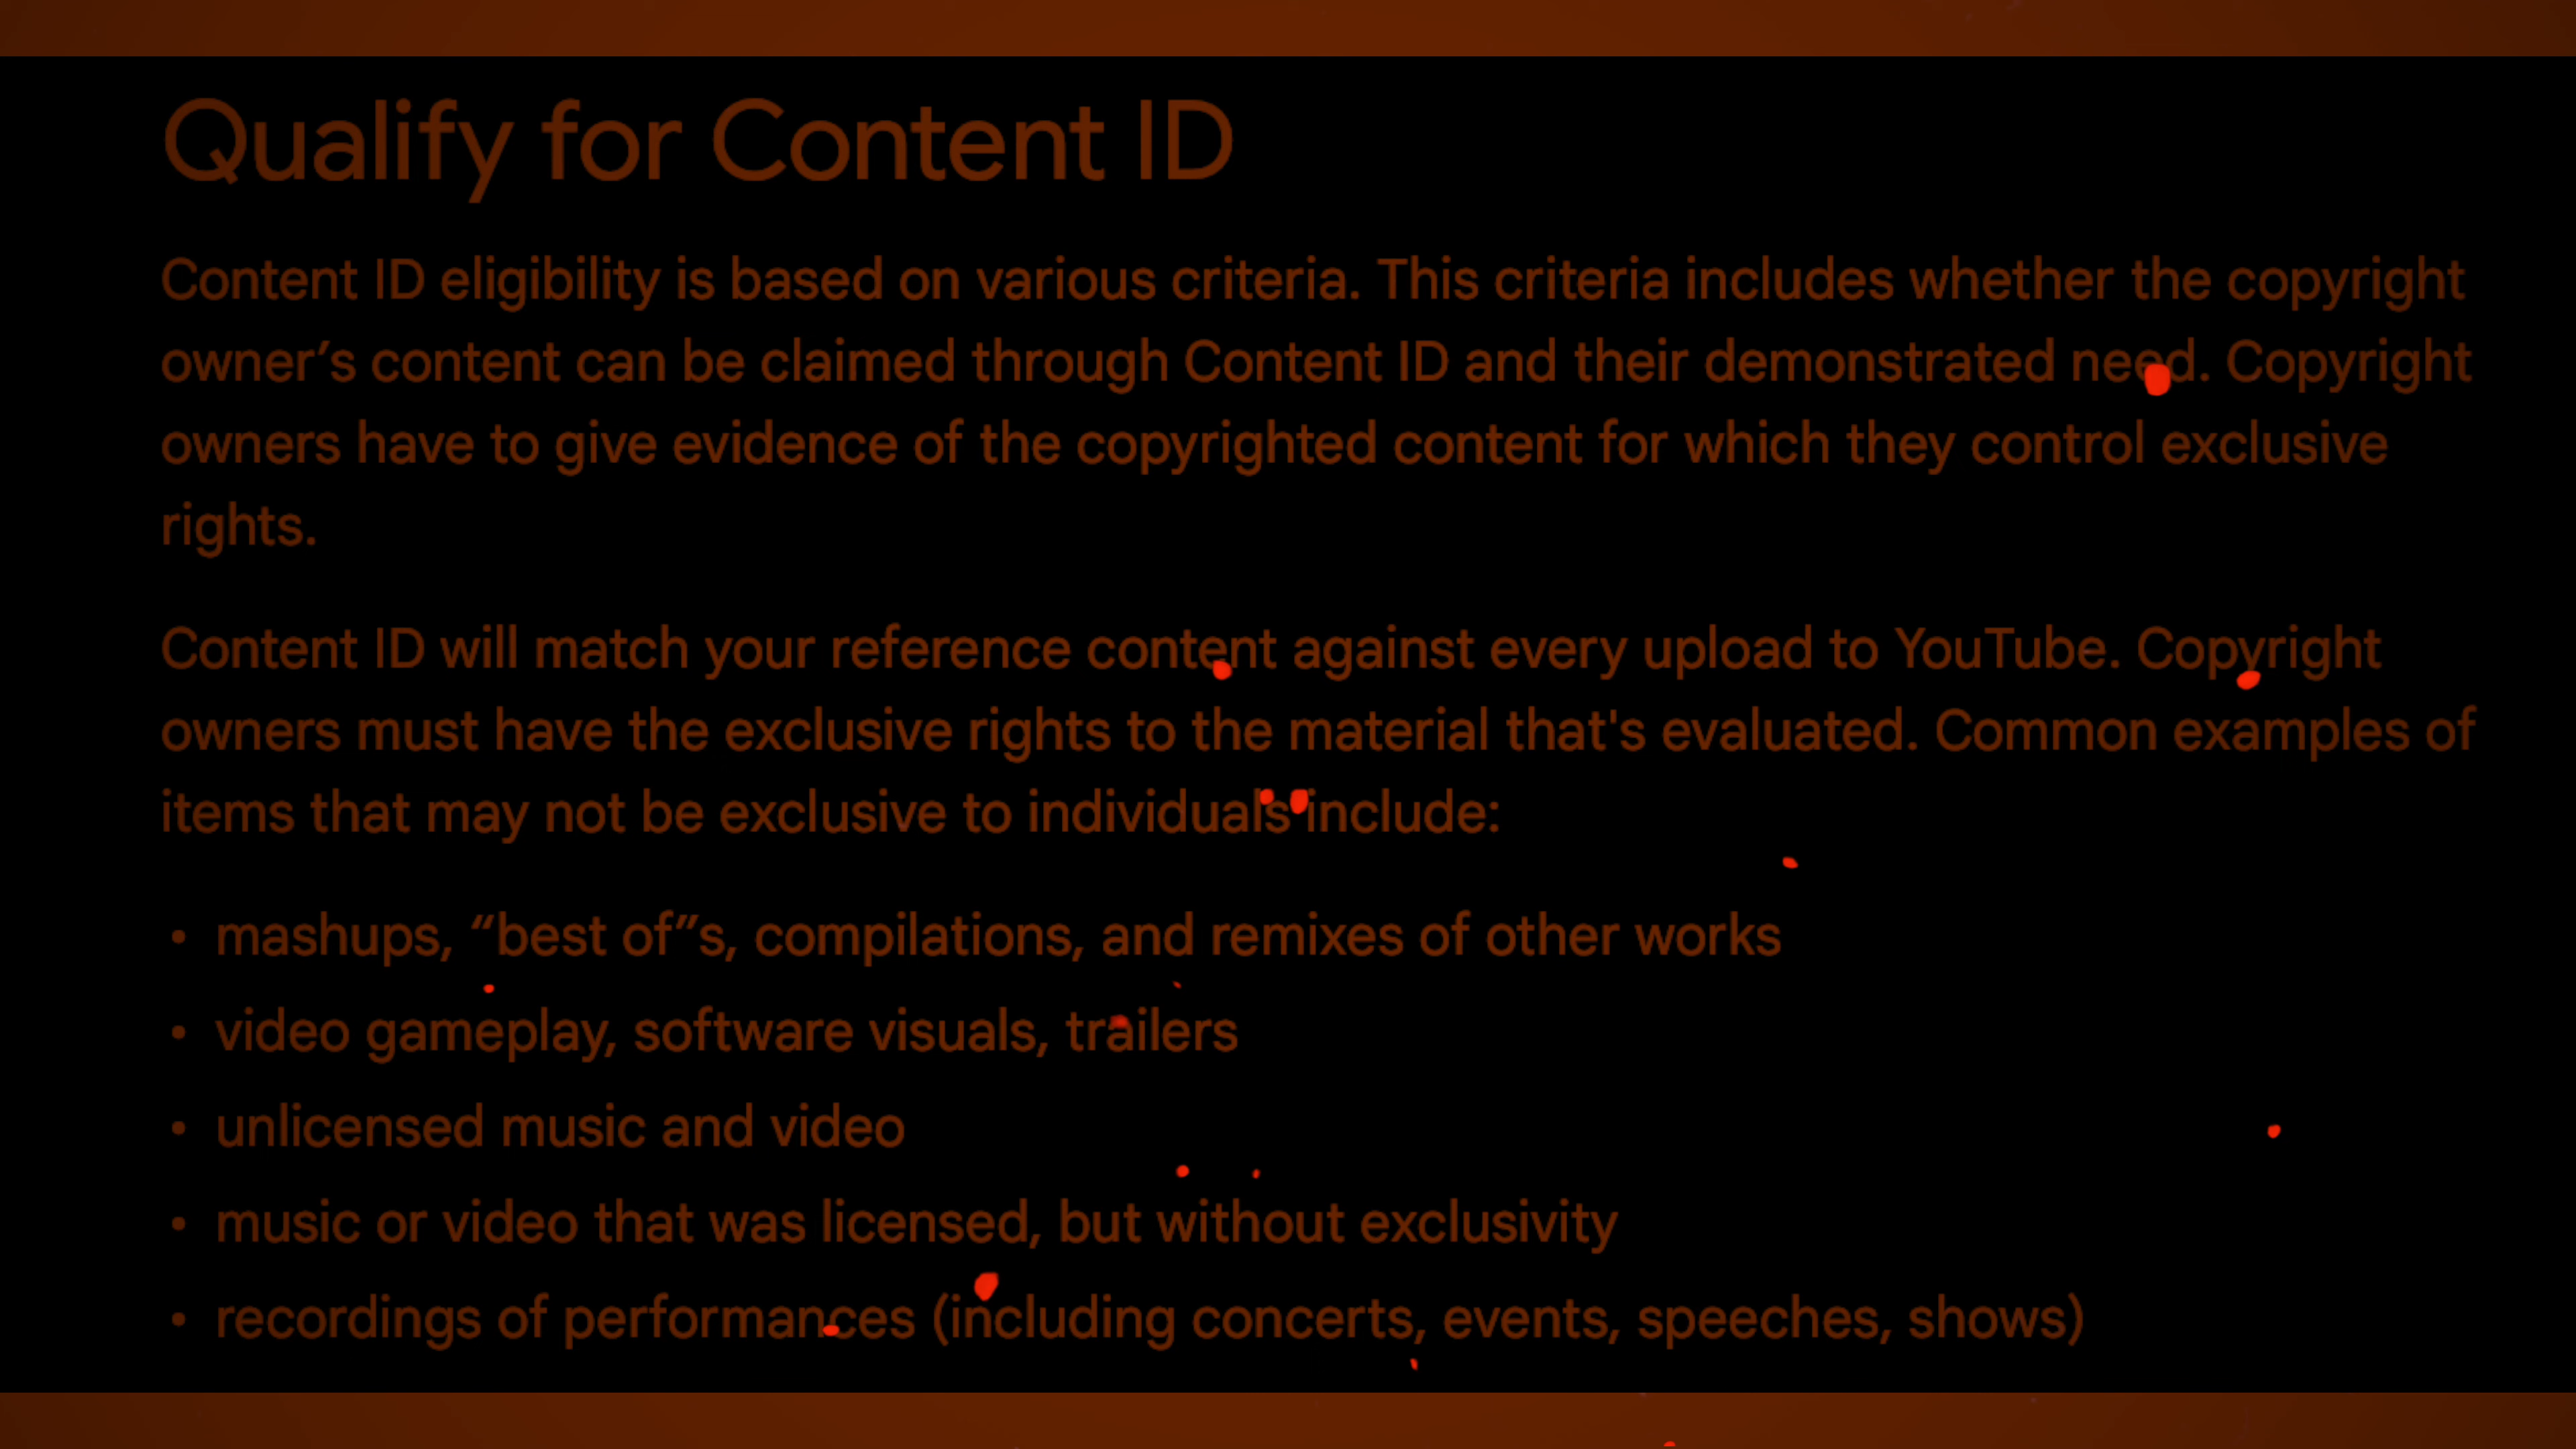 Qualify for Content ID
Content ID eligibility is based on various criteria. This criteria includes whether the copyright
owner’s content can be claimed through Content ID and their demonstrated need. Copyright
owners have to give evidence of the copyrighted content for which they control exclusive
rights.
Content ID will match your reference content against every upload to YouTube. Copyright
owners must have the exclusive rights to the material that's evaluated. Common examples of
items that may not be exclusive to individuals include:
• mashups, “best of”s, compilations, and remixes of other works
• video gameplay, software visuals, trailers
• unlicensed music and video
• music or video that was licensed, but without exclusivity
• recordings of performances (including concerts, events, speeches, shows)